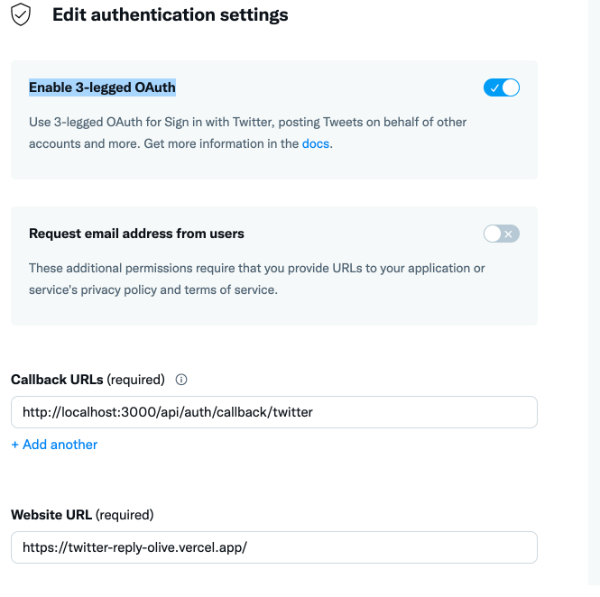 Edit authentication settings
Enable 3-legged OAuth
Use 3-legged OAuth for Sign in with Twitter, posting Tweets on behalf of other
accounts and more. Get more information in the docs.
Request email address from users
These additional permissions require that you provide URLs to your application or
service's privacy policy and terms of service.
Callback URLs (required)
http://localhost:3000/api/auth/callback/twitter
+ Add another
Website URL (required)
https://twitter-reply-olive.vercel.app/